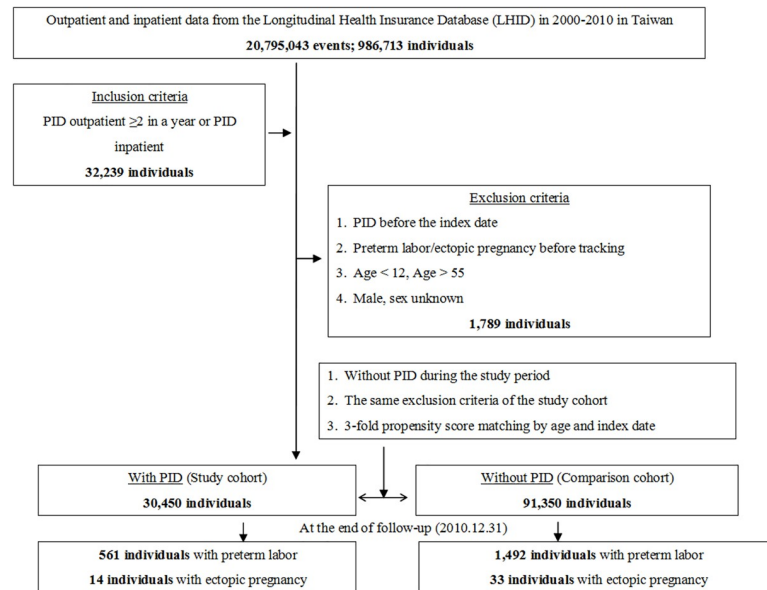 Outpatient and inpatient data from the Longitudinal Health Insurance Database (LHID) in 2000-2010 in Taiwan
20,795,043 events; 986,713 individuals
Inclusion criteria
PID outpatient ≥2 in a year or PID
inpatient
32,239 individuals
Exclusion criteria
1. PID before the index date
2. Preterm labor/ectopic pregnancy before tracking
3. Age < 12, Age > 55
4. Male, sex unknown
1,789 individuals
1. Without PID during the study period
2. The same exclusion criteria of the study cohort
3. 3-fold propensity score matching by age and index date
With PID (Study cohort)
30,450 individuals
Without PID (Comparison cohort)
91,350 individuals
At the end of follow-up (2010.12.31)
561 individuals with preterm labor
14 individuals with ectopic pregnancy
1,492 individuals with preterm labor
33 individuals with ectopic pregnancy